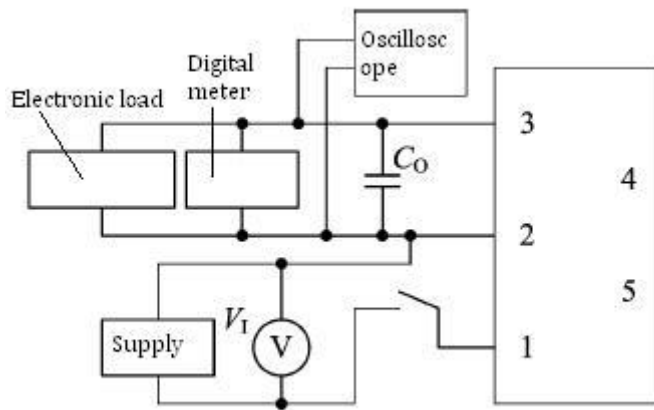 Oscillosc
ope
Digital
meter
Electronic load
3
C_O
4
2
5
V_I
V
Supply
1